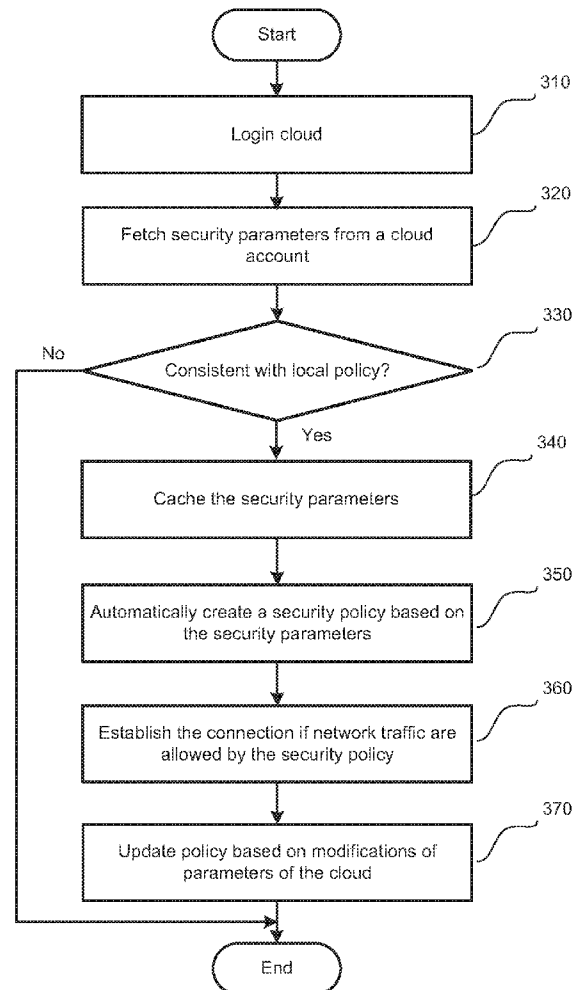 Start
310
Login cloud
320
Fetch security parameters from a cloud
account
330
No
Consistent with local policy?
Yes
340
Cache the security parameters
350
Automatically create a security policy based on
the security parameters
360
Establish the connection if network traffic are
allowed by the security policy
370
Update policy based on modifications of
parameters of the cloud
End